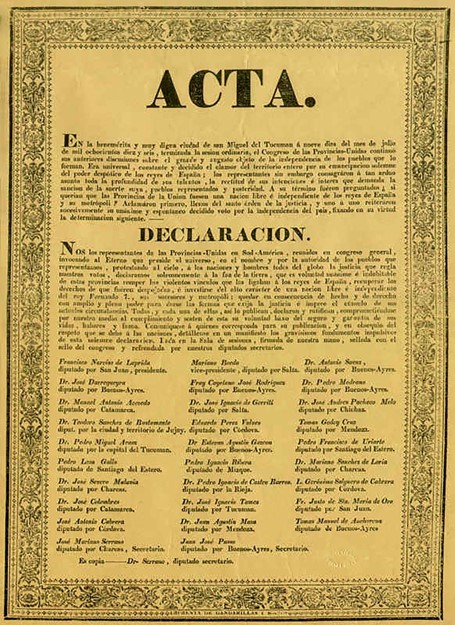 ACTA.
EN la benemérita y muy digna ciudad de san Miguel del Tucuman á nueve dias del mes de julio
de mil ochocientos diez y seis, terminada la sesion ordinaria, el Congreso de las Provincias-Unidas continuó
sus anteriores discusiones sobre el grande y augusto objeto de la independencia de los pueblos que lo
forman. Era universal, constante y decidido el clamor del territorio entero por su emancipacion solemne
del poder despótico de los reyes de España; los representantes sin embargo consagraron á tan arduo
asunto toda la profundidad de sus talentos, la rectitud de sus intenciones é interes que demanda la
sancion de la suerte suya, pueblos representados y posteridad. A su término fueron preguntados ¿ si
querian que las Provincias de la Union fuesen una nacion libre é independiente de los reyes de España
y su metrópoli? Aclamaron primero, llenos del santo órden de la justicia, y uno á uno reiteraron
sucesivamente su unánime y espontaneo decidido voto por la independencia del pais, fixando en su virtud
la determinacion siguiente.
DECLARACION.
NOS los representantes de las Provincias-Unidas en Sud-América, reunidos en congreso general,
invocando al Eterno que preside el universo, en el nombre y por la autoridad de los pueblos que
representamos, protestando al cielo, á las naciones y hombres todos del globo la justicia que regla
nuestros votos, declaramos solemnemente á la faz de la tierra, que es voluntad unánime é indubitable
de estas provincias romper los violentos vínculos que las ligaban á los reyes de España, recuperar los
derechos de que fueron despojadas, é investirse del alto carácter de una nacion libre é independiente
del rey Fernando 7., sus sucesores y metrópoli; quedar en consecuencia de hecho y de derecho
con amplio y pleno poder para darse las formas que exija la justicia é impere el cúmulo de sus
actuales circunstancias. Todas y cada una de ellas, así lo publican, declaran y ratifican, comprometiéndose
por nuestro medio al cumplimiento y sosten de esta su voluntad baxo del seguro y garantía de sus
vidas, haberes y fama. Comuníquese á quienes corresponda para su publicacion, y en obsequio del
respeto que se debe á las naciones, detállense en un manifiesto los gravísimos fundamentos impulsivos
de esta solemne declaracion. Dada en la Sala de sesiones, firmada de nuestra mano, sellada con el
sello del congreso y refrendada por nuestros diputados secretarios.
Francisco Narciso de Laprida
diputado por San Juan, presidente.
Mariano Boedo
vice-presidente, diputado por Salta.
Dr. Antonio Saenz,
diputado por Buenos-Ayres.
Dr. José Darregueyra
diputado por Buenos-Ayres.
Fray Cayetano José Rodriguez
diputado por Buenos-Ayres.
Dr. Pedro Medrano
diputado por Buenos-Ayres.
Dr. Manuel Antonio Acevedo
diputado por Catamarca.
Dr. José Ignacio de Gorriti
diputado por Salta.
Dr. José Andres Pacheco Melo
diputado por Chichas.
Dr. Teodoro Sanchez de Bustamante
diput. por la ciudad y territorio de Jujuy.
Eduardo Perez Vulnes
diputado por Córdova.
Tomas Godoy Cruz
diputado por Mendoza.
Dr. Pedro Miguel Araoz
diputado por la capital del Tucuman.
Dr Estevan Agustin Gazcon
diputado por Buenos-Ayres.
Pedro Francisco de Uriarte
diputado por Santiago del Estero.
Pedro Leon Gallo
diputado de Santiago del Estero.
Pedro Ignacio Ribera
diputado de Mizque.
Dr. Mariano Sanchez de Loria
diputado por Charcas.
Dr. José Severo Malavia
diputado por Charcas.
Dr. Pedro Ignacio de Castro Barros.
diputado por la Rioja.
L. Gerónimo Salguero de Cabrera
diputado por Córdova.
Dr. José Colombres
diputado por Catamarca.
Dr. José Ignacio Tames
diputado por Tucuman.
Fr. Justo de Sta. María de Oro
diputado por San Juan.
José Antonio Cabrera
diputado por Córdova.
Dr. Juan Agustin Maza
diputado por Mendoza.
Tomas Manuel de Anchorena
diputado de Buenos-Ayres
José Mariano Serrano
diputado por Charcas, Secretario.
Juan José Passo
diputado por Buenos-Ayres, Secretario.
Es copia — Dr. Serrano, diputado secretario.
IMPRENTA DE GANDARILLAS